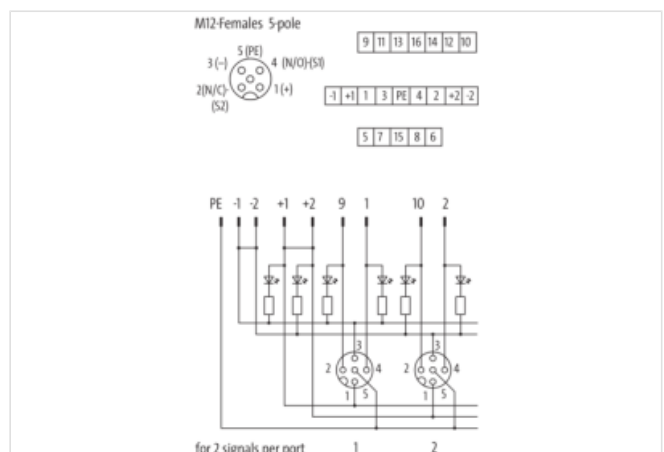 M12-Females 5-pole
5 (PE)
3 (–) 4 (N/O)-(S1)
2(N/C)- 1(+)
(S2)
9 11 13 16 14 12 10
-1 +1 1 3 PE 4 2 +2 -2
5 7 15 8 6
PE -1 -2 +1 +2 9 1 10 2
3 3
2 4 2 4
1 5 1 5
for 2 signals per port 1 2